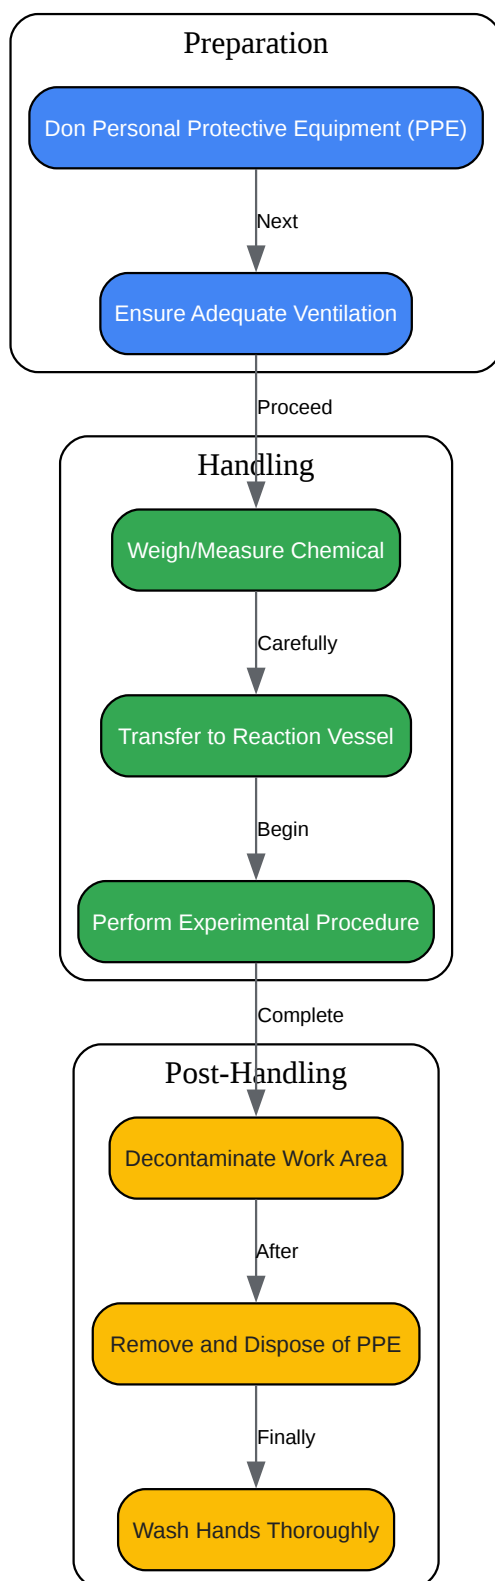 Preparation
Don Personal Protective Equipment (PPE)
Next
Ensure Adequate Ventilation
Proceed
Handling
Weigh/Measure Chemical
Carefully
Transfer to Reaction Vessel
Begin
Perform Experimental Procedure
Complete
Post-Handling
Decontaminate Work Area
After
Remove and Dispose of PPE
Finally
Wash Hands Thoroughly